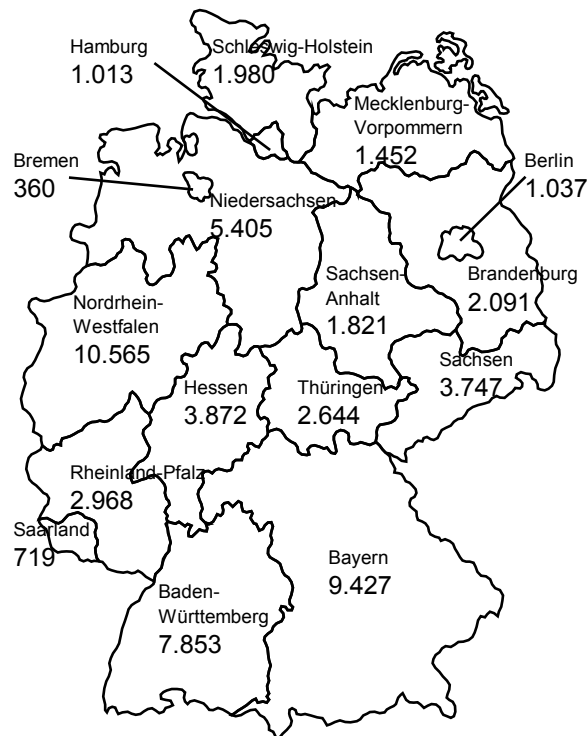 Hamburg
1.013
Schleswig-Holstein
1.980
Mecklenburg-
Vorpommern
1.452
Bremen
360
Niedersachsen
5.405
Berlin
1.037
Sachsen-
Anhalt
1.821
Brandenburg
2.091
Nordrhein-
Westfalen
10.565
Hessen
3.872
Thüringen
2.644
Sachsen
3.747
Rheinland-Pfalz
2.968
Saarland
719
Bayern
9.427
Baden-
Württemberg
7.853